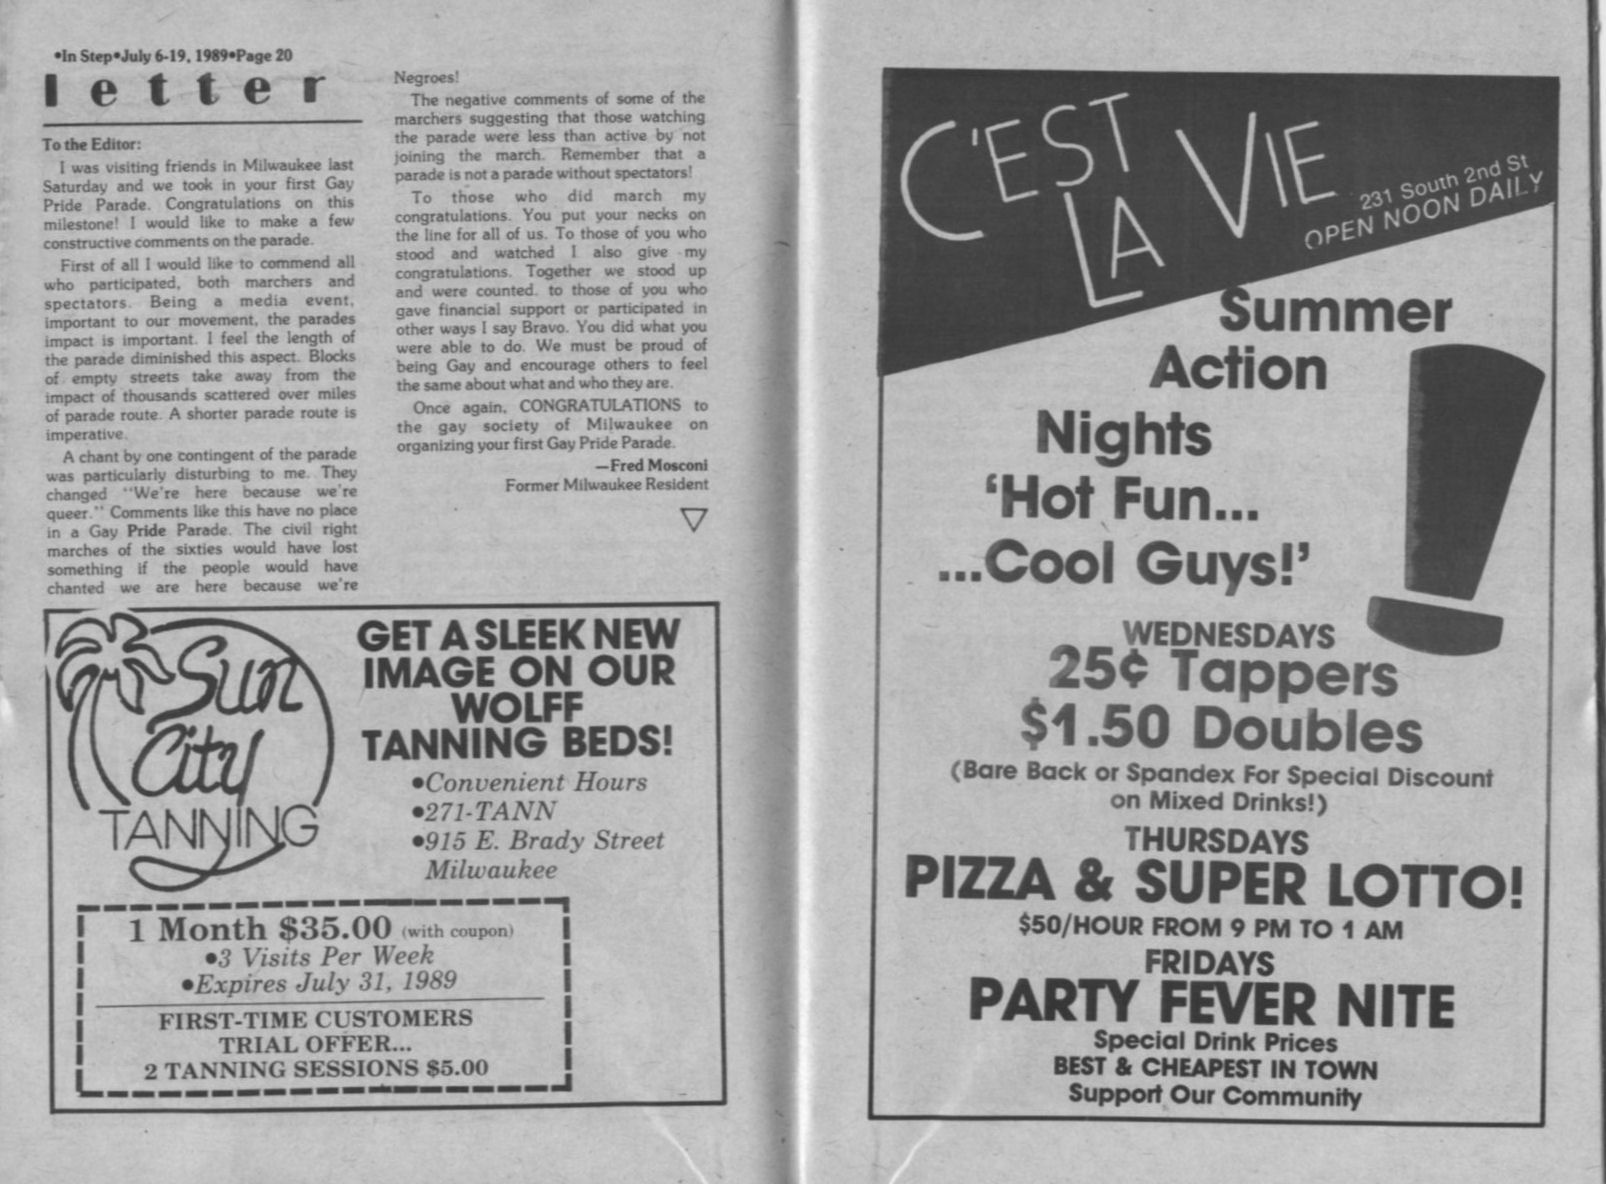 •In Step•July 6-19, 1989•Page 20
letter
To the Editor:
I was visiting friends in Milwaukee last
Saturday and we took in your first Gay
Pride Parade. Congratulations on this
milestone! I would like to make a few
constructive comments on the parade.
First of all I would like to commend all
who participated, both marchers and
spectators. Being a media event,
important to our movement, the parades
impact is important. I feel the length of
the parade diminished this aspect. Blocks
of empty streets take away from the
impact of thousands scattered over miles
of parade route. A shorter parade route is
imperative.
A chant by one contingent of the parade
was particularly disturbing to me. They
changed "We're here because we're
queer." Comments like this have no place
in a Gay Pride Parade. The civil right
marches of the sixties would have lost
something if the people would have
chanted we are here because we're
Negroes!
The negative comments of some of the
marchers suggesting that those watching
the parade were less than active by not
joining the march. Remember that a
parade is not a parade without spectators!
To those who did march my
congratulations. You put your necks on
the line for all of us. To those of you who
stood and watched I also give my
congratulations. Together we stood up
and were counted. to those of you who
gave financial support or participated in
other ways I say Bravo. You did what you
were able to do. We must be proud of
being Gay and encourage others to feel
the same about what and who they are.
Once again, CONGRATULATIONS to
the gay society of Milwaukee on
organizing your first Gay Pride Parade.
—Fred Mosconi
Former Milwaukee Resident
Sun
City
TANNING
GET A SLEEK NEW
IMAGE ON OUR
WOLFF
TANNING BEDS!
•Convenient Hours
•271-TANN
•915 E. Brady Street
Milwaukee
1 Month $35.00 (with coupon)
•3 Visits Per Week
•Expires July 31, 1989
FIRST-TIME CUSTOMERS
TRIAL OFFER...
2 TANNING SESSIONS $5.00
C'EST
LA VIE
231 South 2nd St
OPEN NOON DAILY
Summer
Action
Nights
'Hot Fun...
...Cool Guys!'
WEDNESDAYS
25¢ Tappers
$1.50 Doubles
(Bare Back or Spandex For Special Discount
on Mixed Drinks!)
THURSDAYS
PIZZA & SUPER LOTTO!
$50/HOUR FROM 9 PM TO 1 AM
FRIDAYS
PARTY FEVER NITE
Special Drink Prices
BEST & CHEAPEST IN TOWN
Support Our Community